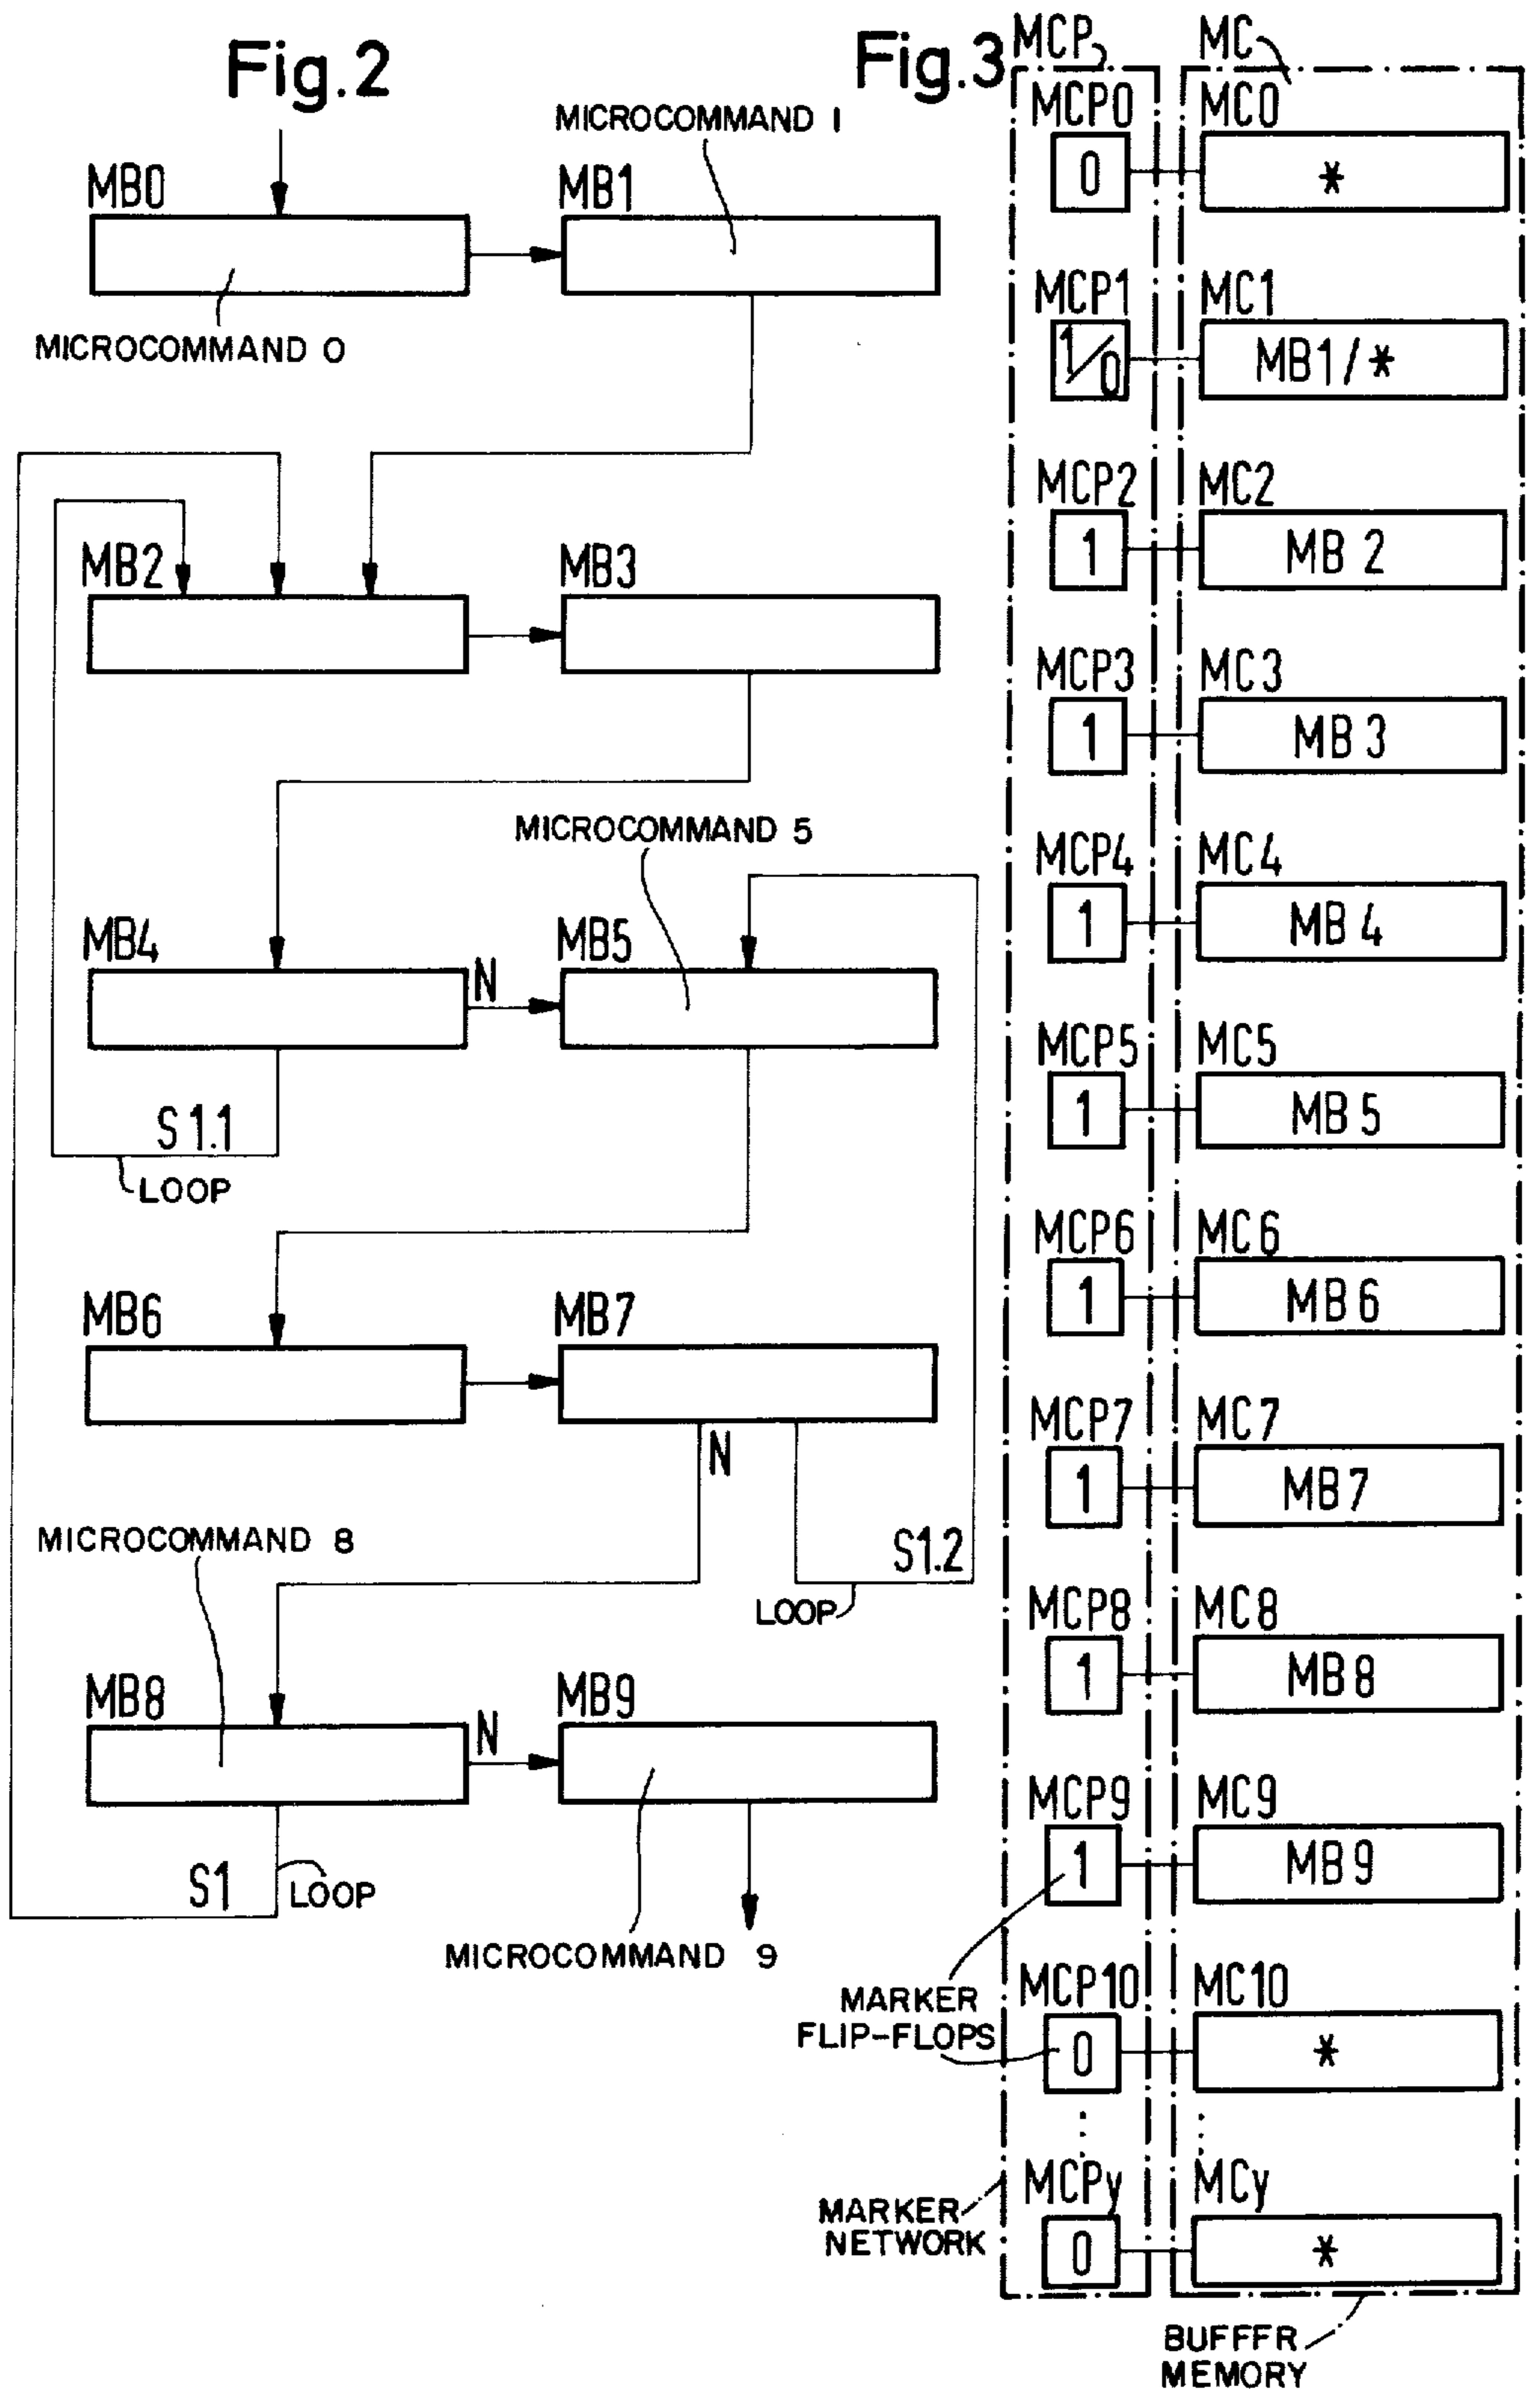 Fig.2
MICROCOMMAND 1
MB0
MB1
MICROCOMMAND 0
MB2
MB3
MICROCOMMAND 5
MB4
N
MB5
S1.1
LOOP
MB6
MB7
N
MICROCOMMAND 8
S1.2
LOOP
MB8
N
MB9
S1
LOOP
MICROCOMMAND 9
Fig.3
MCP
MC
MCP0
MC0
0
*
MCP1
MC1
1/0
MB1/*
MCP2
MC2
1
MB 2
MCP3
MC3
1
MB 3
MCP4
MC4
1
MB 4
MCP5
MC5
1
MB 5
MCP6
MC6
1
MB 6
MCP7
MC7
1
MB7
MCP8
MC8
1
MB8
MCP9
MC9
1
MB9
MARKER
FLIP-FLOPS
MCP10
MC10
0
*
MCPy
MCy
MARKER
NETWORK
0
*
BUFFFR
MEMORY